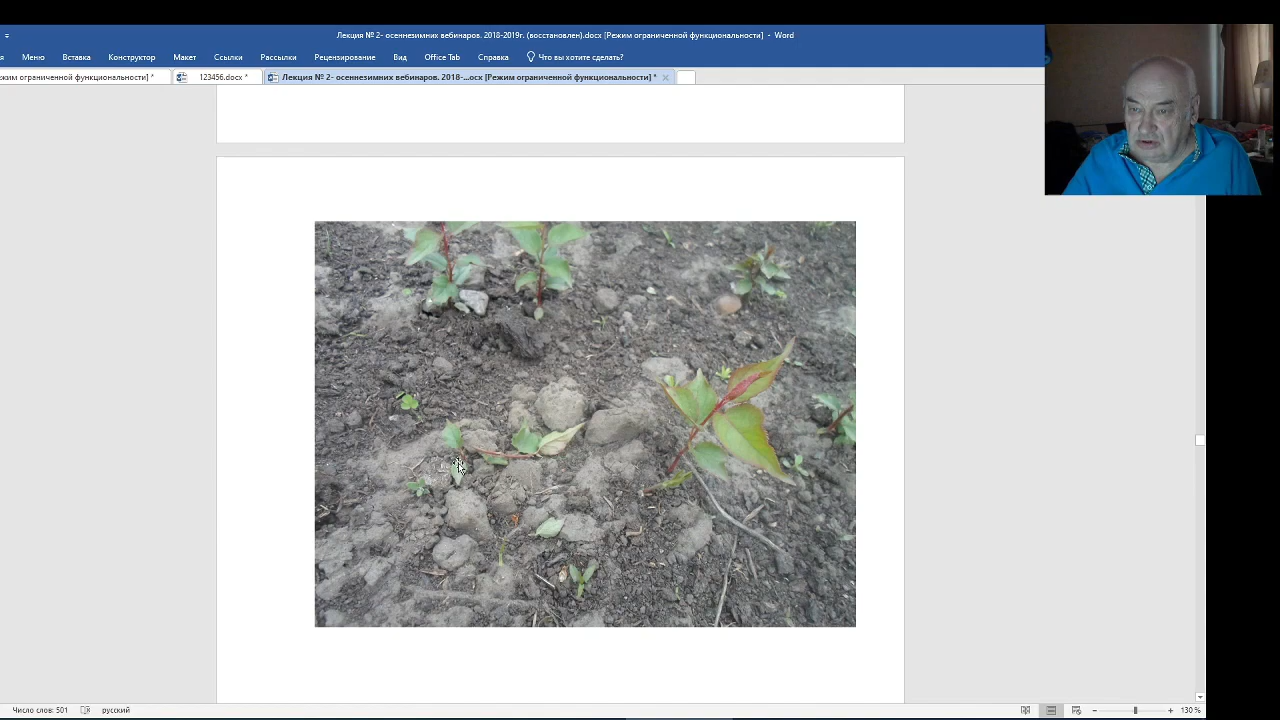 Лекция № 2- осеннезимних вебинаров. 2018-2019г. (восстановлен).docx [Режим ограниченной функциональности] - Word
я Меню Вставка Конструктор Макет Ссылки Рассылки Рецензирование Вид Office Tab Справка Что вы хотите сделать?
ежим ограниченной функциональности] * 123456.docx * Лекция № 2- осеннезимних вебинаров. 2018-...осx [Режим ограниченной функциональности] *
Число слов: 501 русский 130 %